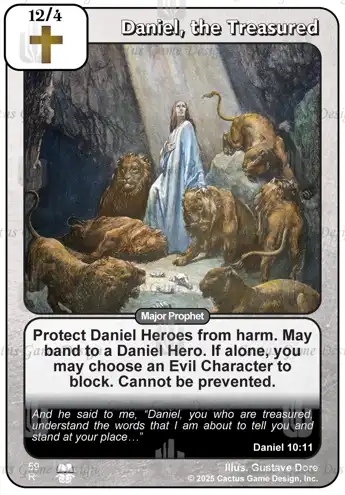 12/4
Daniel, the Treasured
Major Prophet
Protect Daniel Heroes from harm. May
band to a Daniel Hero. If alone, you
may choose an Evil Character to
block. Cannot be prevented.
And he said to me, “Daniel, you who are treasured,
understand the words that I am about to tell you and
stand at your place…”
Daniel 10:11
59
R
Illus. Gustave Dore
© 2025 Cactus Game Design, Inc.